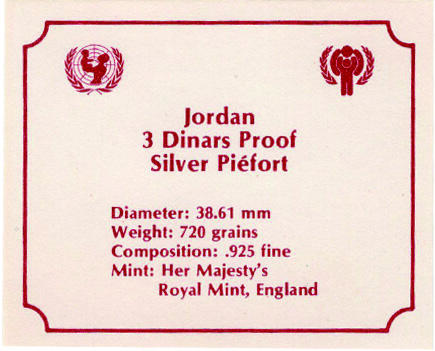 Jordan
3 Dinars Proof
Silver Piéfort
Diameter: 38.61 mm
Weight: 720 grains
Composition: .925 fine
Mint: Her Majesty's
Royal Mint, England